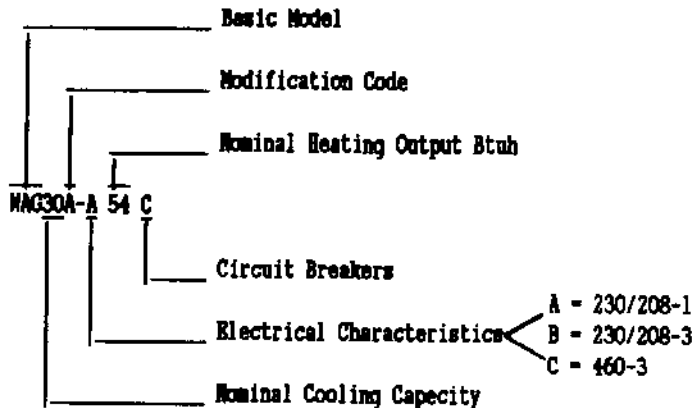 Basic Model
Modification Code
Nominal Heating Output Btuh
WAG30A-A 54 C
Circuit Breakers
Electrical Characteristics
A = 230/208-1
B = 230/208-3
C = 460-3
Nominal Cooling Capacity